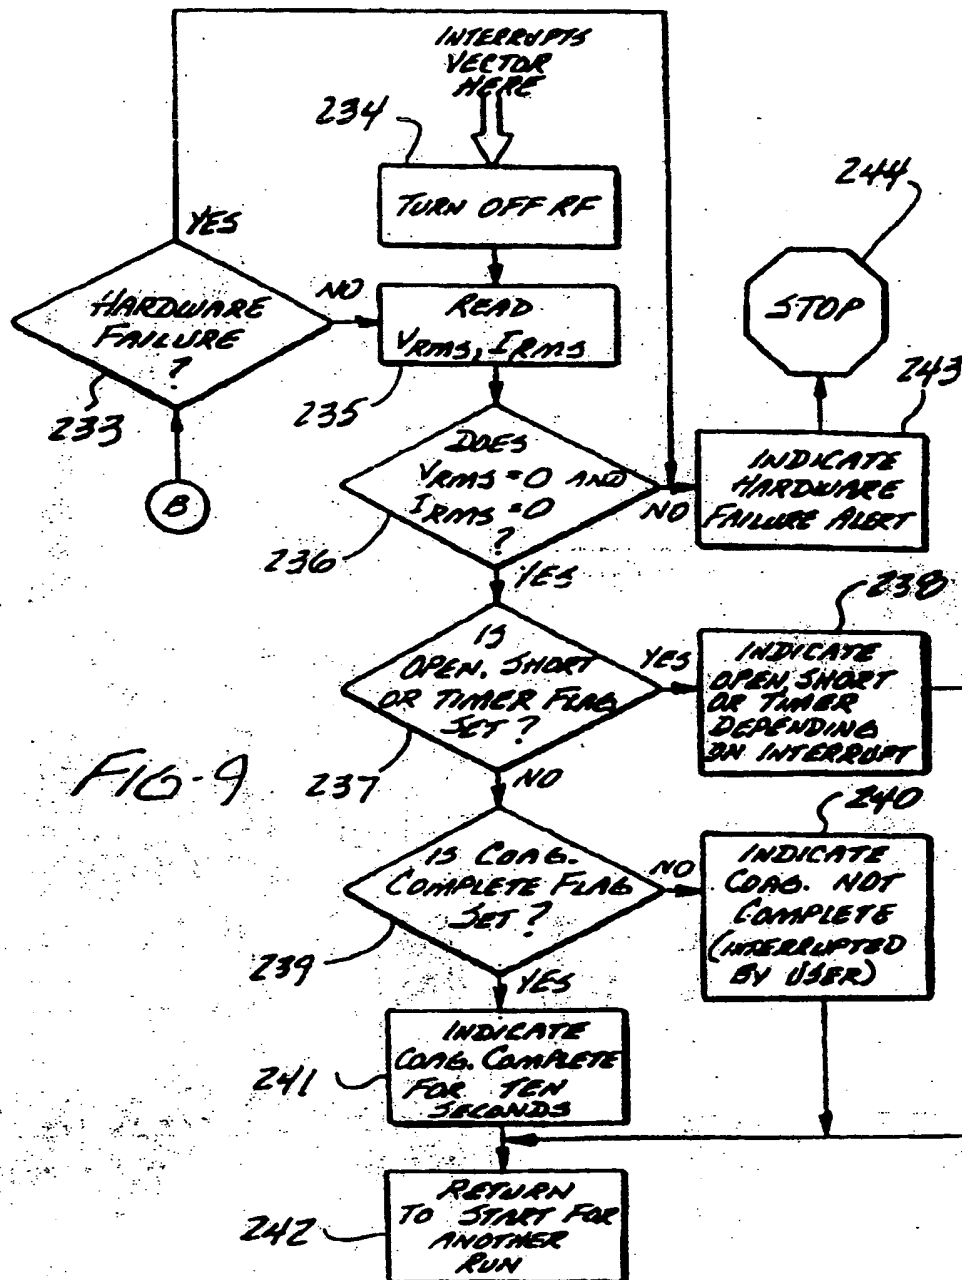 INTERRUPTS
VECTOR
HERE
234
TURN OFF RF
244
STOP
YES
HARDWARE
FAILURE
?
NO
233
B
READ
VRMS, IRMS
235
243
INDICATE
HARDWARE
FAILURE ALERT
DOES
VRMS = 0 AND
IRMS = 0
?
NO
236
YES
238
IS
OPEN, SHORT
OR TIMER FLAG
SET ?
YES
INDICATE
OPEN, SHORT
OR TIMER
DEPENDING
ON INTERRUPT
237
NO
FIG-9
240
IS COAG.
COMPLETE FLAG
SET ?
NO
INDICATE
COAG. NOT
COMPLETE
(INTERRUPTED
BY USER)
239
YES
INDICATE
COAG. COMPLETE
FOR TEN
SECONDS
241
RETURN
TO START FOR
ANOTHER
RUN
242